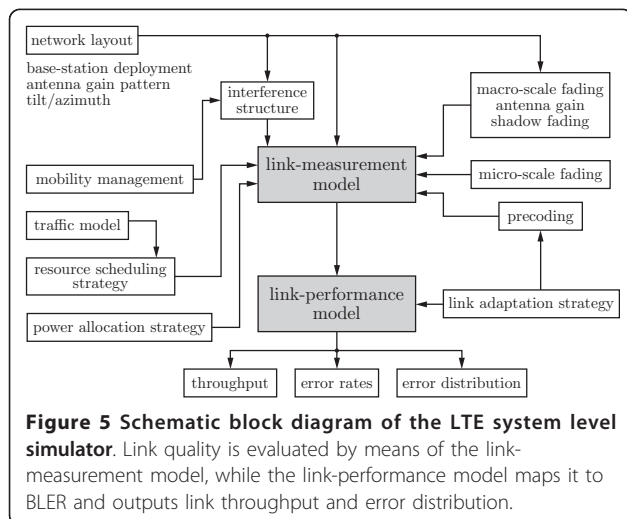 network layout
base-station deployment
antenna gain pattern
tilt/azimuth
interference
structure
macro-scale fading
antenna gain
shadow fading
mobility management
link-measurement
model
micro-scale fading
traffic model
precoding
resource scheduling
strategy
link-performance
model
link adaptation strategy
power allocation strategy
throughput
error rates
error distribution
Figure 5 Schematic block diagram of the LTE system level
simulator. Link quality is evaluated by means of the link-
measurement model, while the link-performance model maps it to
BLER and outputs link throughput and error distribution.